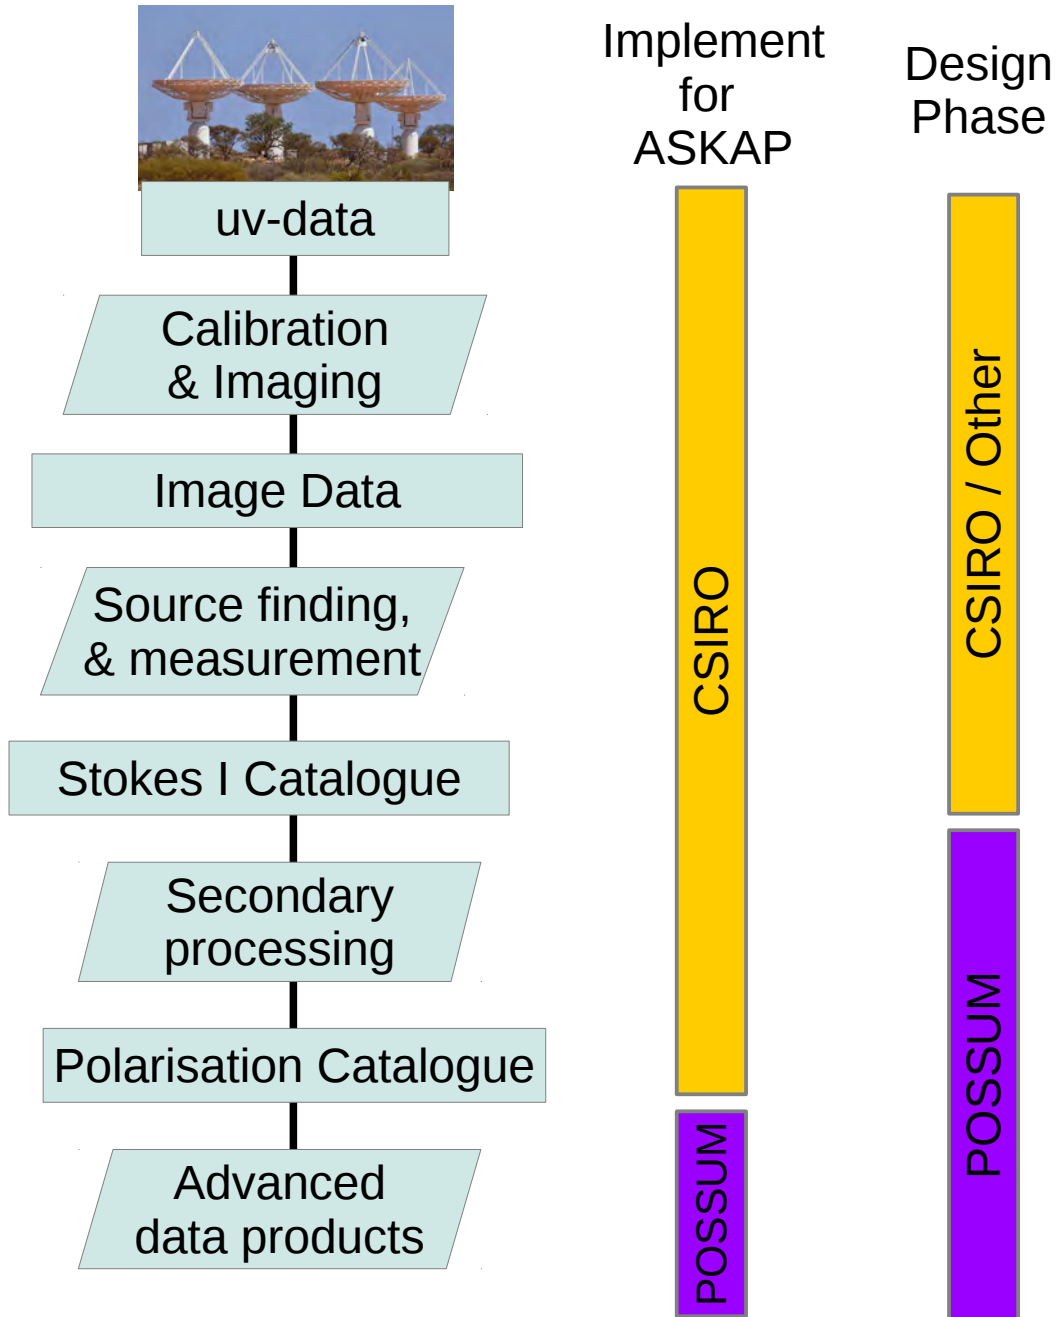 Implement
for
ASKAP
Design
Phase
uv-data
Calibration
& Imaging
Image Data
Source finding,
& measurement
Stokes I Catalogue
Secondary
processing
Polarisation Catalogue
Advanced
data products
CSIRO
POSSUM
CSIRO / Other
POSSUM